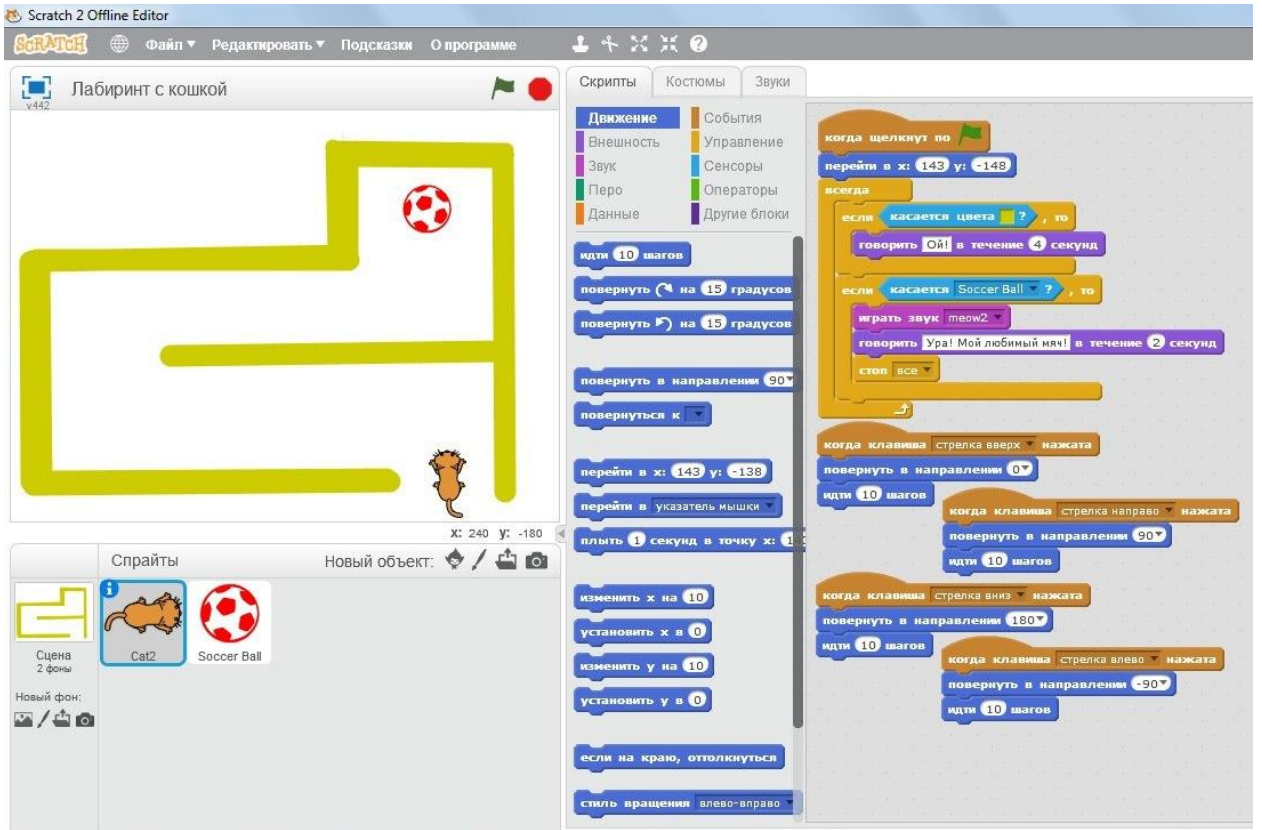 Scratch 2 Offline Editor
SCRATCH Файл Редактировать Подсказки О программе
v442 Лабиринт с кошкой
X: 240 y: -180
Спрайты Новый объект:
Сцена
2 фоны
Новый фон:
Cat2 Soccer Ball
Скрипты Костюмы Звуки
Движение События
Внешность Управление
Звук Сенсоры
Перо Операторы
Данные Другие блоки
идти 10 шагов
повернуть на 15 градусов
повернуть на 15 градусов
повернуть в направлении 90
повернуться к
перейти в x: 143 y: -138
перейти в указатель мышки
плыть 1 секунд в точку x:
изменить x на 10
установить x в 0
изменить y на 10
установить y в 0
если на краю, оттолкнуться
стиль вращения влево-вправо
когда щелкнут по
перейти в x: 143 y: -148
всегда
если касается цвета ? , то
говорить Ой! в течение 4 секунд
если касается Soccer Ball ? , то
играть звук meow2
говорить Ура! Мой любимый мяч! в течение 2 секунд
стоп все
когда клавиша стрелка вверх нажата
повернуть в направлении 0
идти 10 шагов
когда клавиша стрелка направо нажата
повернуть в направлении 90
идти 10 шагов
когда клавиша стрелка вниз нажата
повернуть в направлении 180
идти 10 шагов
когда клавиша стрелка влево нажата
повернуть в направлении -90
идти 10 шагов